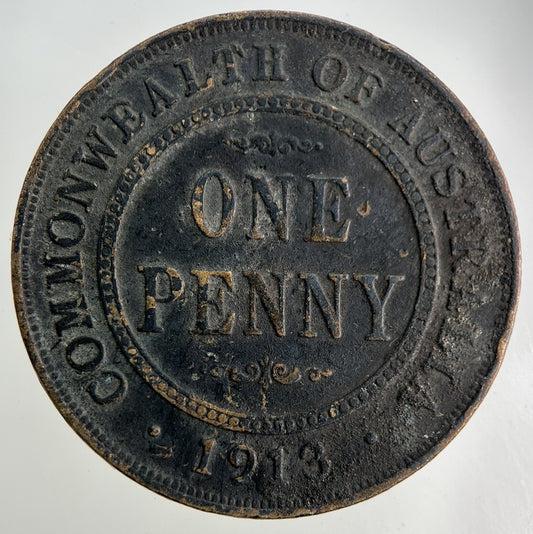 COMMONWEALTH OF AUSTRALIA
ONE
PENNY
· 1913 ·